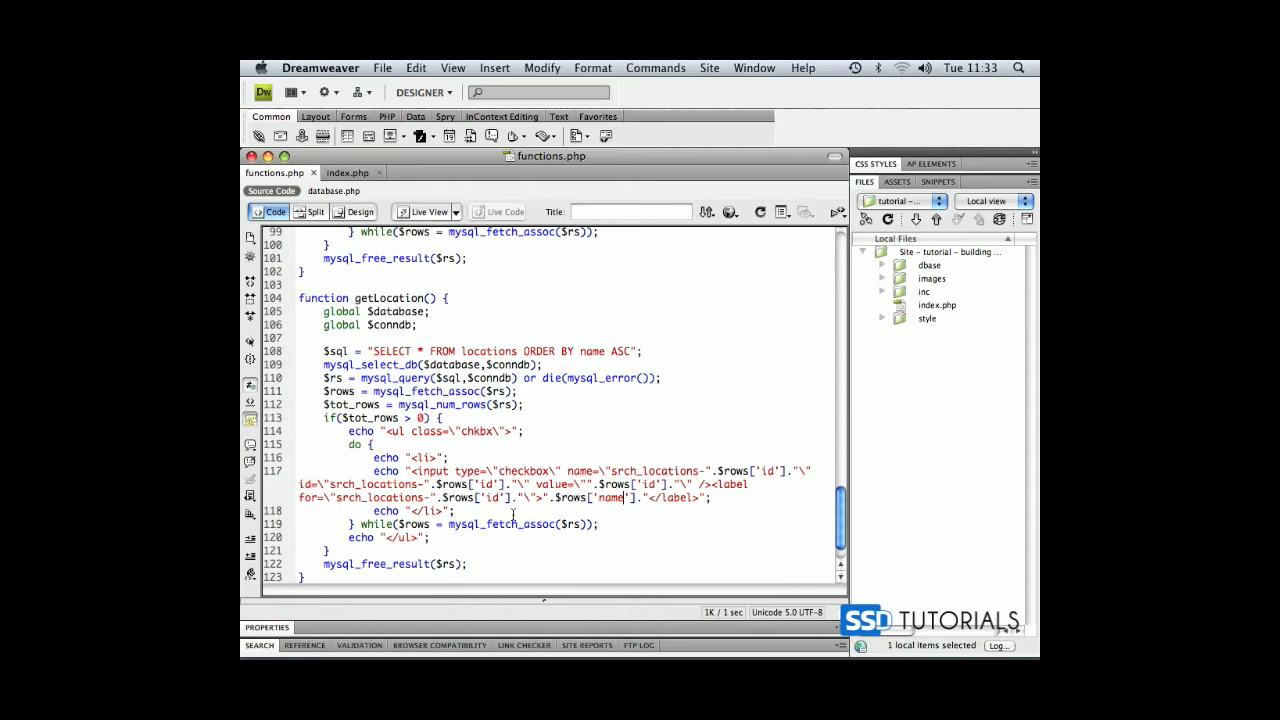 Dreamweaver File Edit View Insert Modify Format Commands Site Window Help Tue 11:33
Dw DESIGNER
Common Layout Forms PHP Data Spry InContext Editing Text Favorites
functions.php
functions.php index.php
Source Code database.php
Code Split Design Live View Live Code Title:
99 } while($rows = mysql_fetch_assoc($rs));
100 }
101 mysql_free_result($rs);
102 }
103
104 function getLocation() {
105 global $database;
106 global $conndb;
107
108 $sql = "SELECT * FROM locations ORDER BY name ASC";
109 mysql_select_db($database,$conndb);
110 $rs = mysql_query($sql,$conndb) or die(mysql_error());
111 $rows = mysql_fetch_assoc($rs);
112 $tot_rows = mysql_num_rows($rs);
113 if($tot_rows > 0) {
114 echo "<ul class=\"chkbx\">";
115 do {
116 echo "<li>";
117 echo "<input type=\"checkbox\" name=\"srch_locations-".$rows['id']."\"
id=\"srch_locations-".$rows['id']."\" value=\"".$rows['id']."\" /><label
for=\"srch_locations-".$rows['id']."\">".$rows['name']."</label>";
118 echo "</li>";
119 } while($rows = mysql_fetch_assoc($rs));
120 echo "</ul>";
121 }
122 mysql_free_result($rs);
123 }
1K / 1 sec Unicode 5.0 UTF-8
PROPERTIES
SEARCH REFERENCE VALIDATION BROWSER COMPATIBILITY LINK CHECKER SITE REPORTS FTP LOG
CSS STYLES AP ELEMENTS
FILES ASSETS SNIPPETS
tutorial -... Local view
Local Files
Site - tutorial - building ...
dbase
images
inc
index.php
style
SSD TUTORIALS
1 local items selected Log...